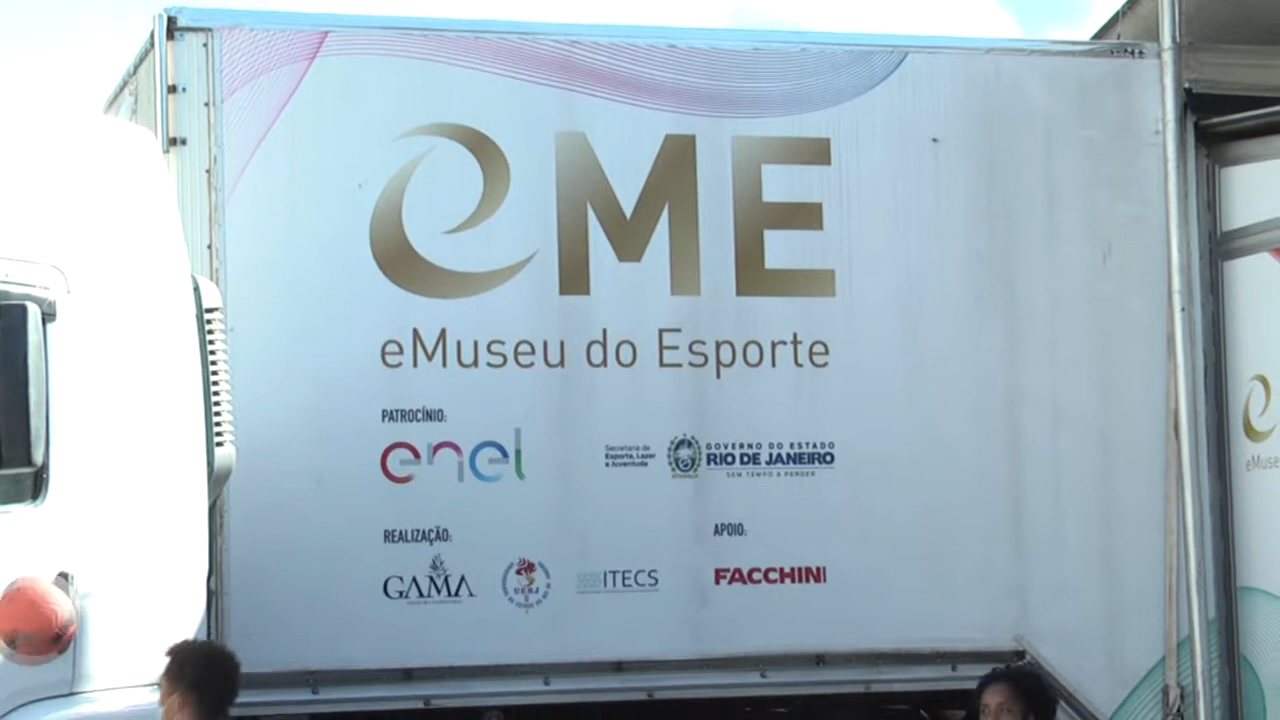 eME
eMuseu do Esporte
PATROCÍNIO:
enel
Secretaria de
Esporte, Lazer
e Juventude
GOVERNO DO ESTADO
RIO DE JANEIRO
SEM TEMPO A PERDER
REALIZAÇÃO:
APOIO:
GAMA
UERJ
ITECS
FACCHINI
e
eMuse